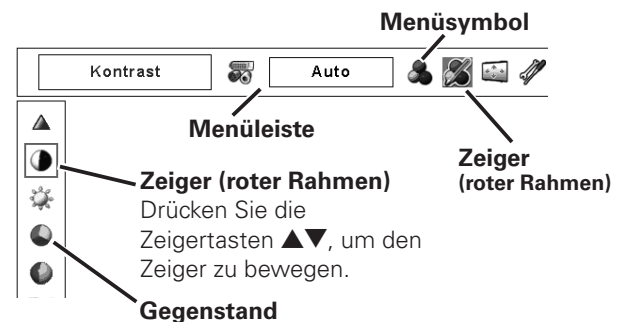 Menüsymbol
Kontrast
Auto
Menüleiste
Zeiger
(roter Rahmen)
Zeiger (roter Rahmen)
Drücken Sie die
Zeigertasten ▲▼, um den
Zeiger zu bewegen.
Gegenstand